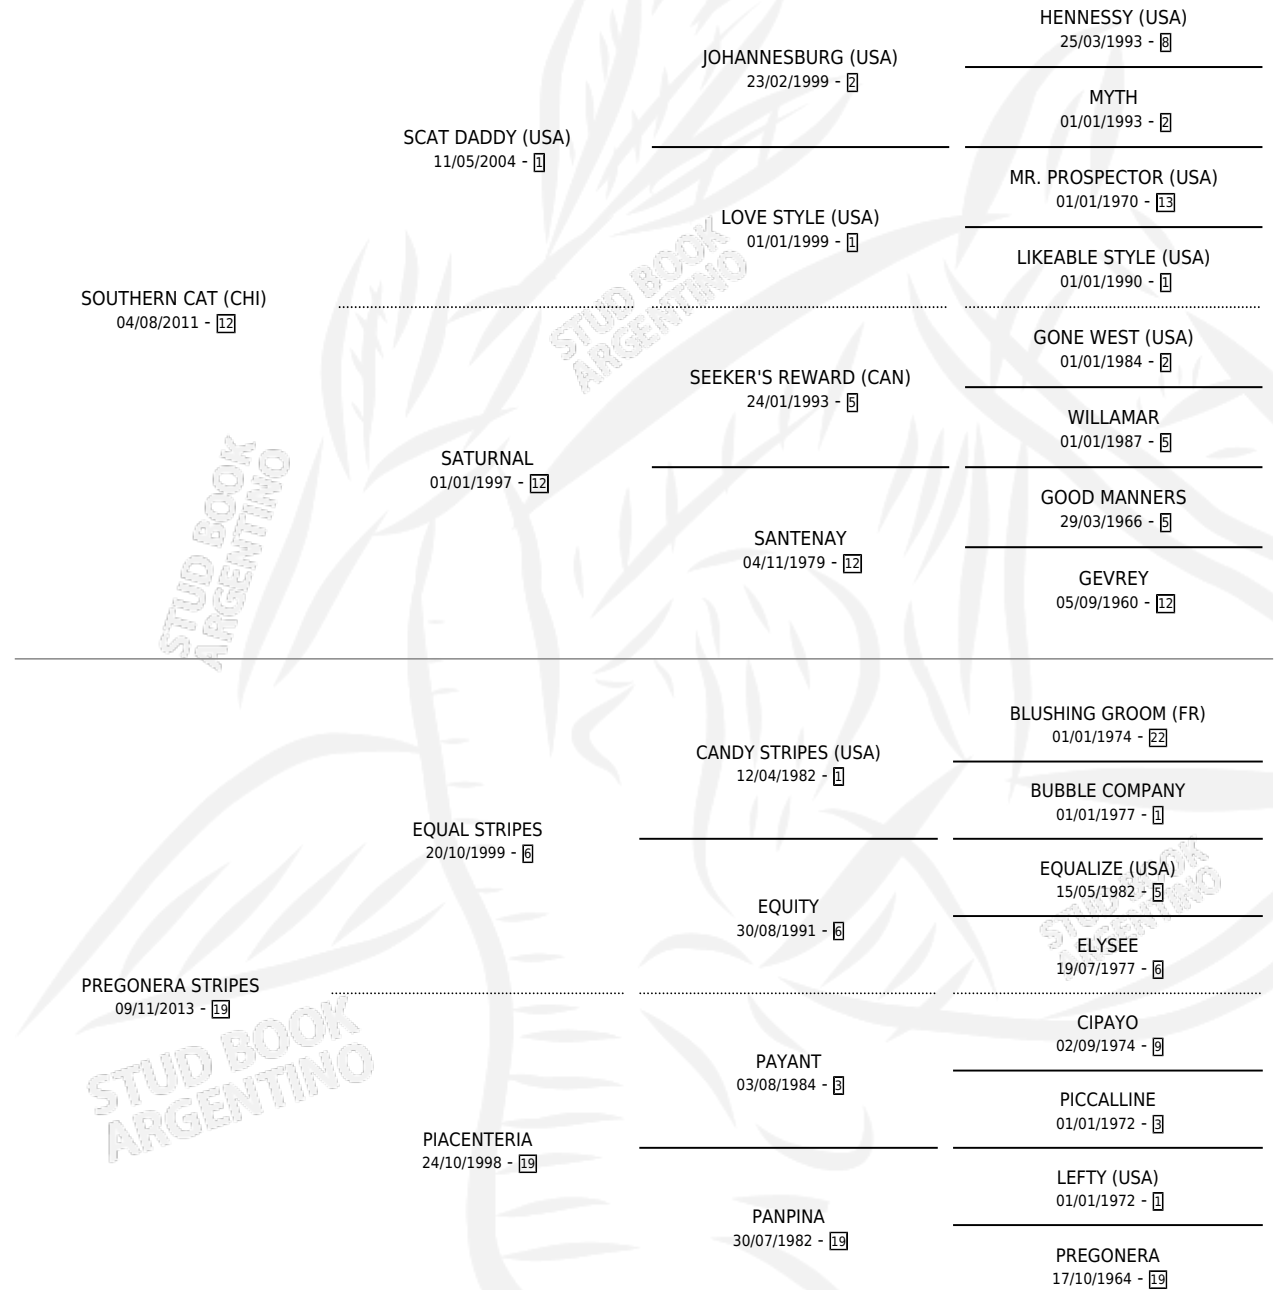 HENNESSY (USA)
25/03/1993 - 8
JOHANNESBURG (USA)
23/02/1999 - 2
MYTH
01/01/1993 - 2
SCAT DADDY (USA)
11/05/2004 - 1
MR. PROSPECTOR (USA)
01/01/1970 - 13
LOVE STYLE (USA)
01/01/1999 - 1
LIKEABLE STYLE (USA)
01/01/1990 - 1
SOUTHERN CAT (CHI)
04/08/2011 - 12
STUD BOOK
ARGENTINO
GONE WEST (USA)
01/01/1984 - 2
SEEKER'S REWARD (CAN)
24/01/1993 - 5
WILLAMAR
01/01/1987 - 5
SATURNAL
01/01/1997 - 12
GOOD MANNERS
29/03/1966 - 5
SANTENAY
04/11/1979 - 12
GEVREY
05/09/1960 - 12
STUD BOOK
ARGENTINO
BLUSHING GROOM (FR)
01/01/1974 - 22
CANDY STRIPES (USA)
12/04/1982 - 1
BUBBLE COMPANY
01/01/1977 - 1
EQUAL STRIPES
20/10/1999 - 6
EQUALIZE (USA)
15/05/1982 - 5
EQUITY
30/08/1991 - 6
ELYSEE
19/07/1977 - 6
STUD BOOK
ARGENTINO
PREGONERA STRIPES
09/11/2013 - 19
CIPAYO
02/09/1974 - 9
PAYANT
03/08/1984 - 3
PICCALLINE
01/01/1972 - 3
STUD BOOK
ARGENTINO
PIACENTERIA
24/10/1998 - 19
LEFTY (USA)
01/01/1972 - 1
PANPINA
30/07/1982 - 19
PREGONERA
17/10/1964 - 19